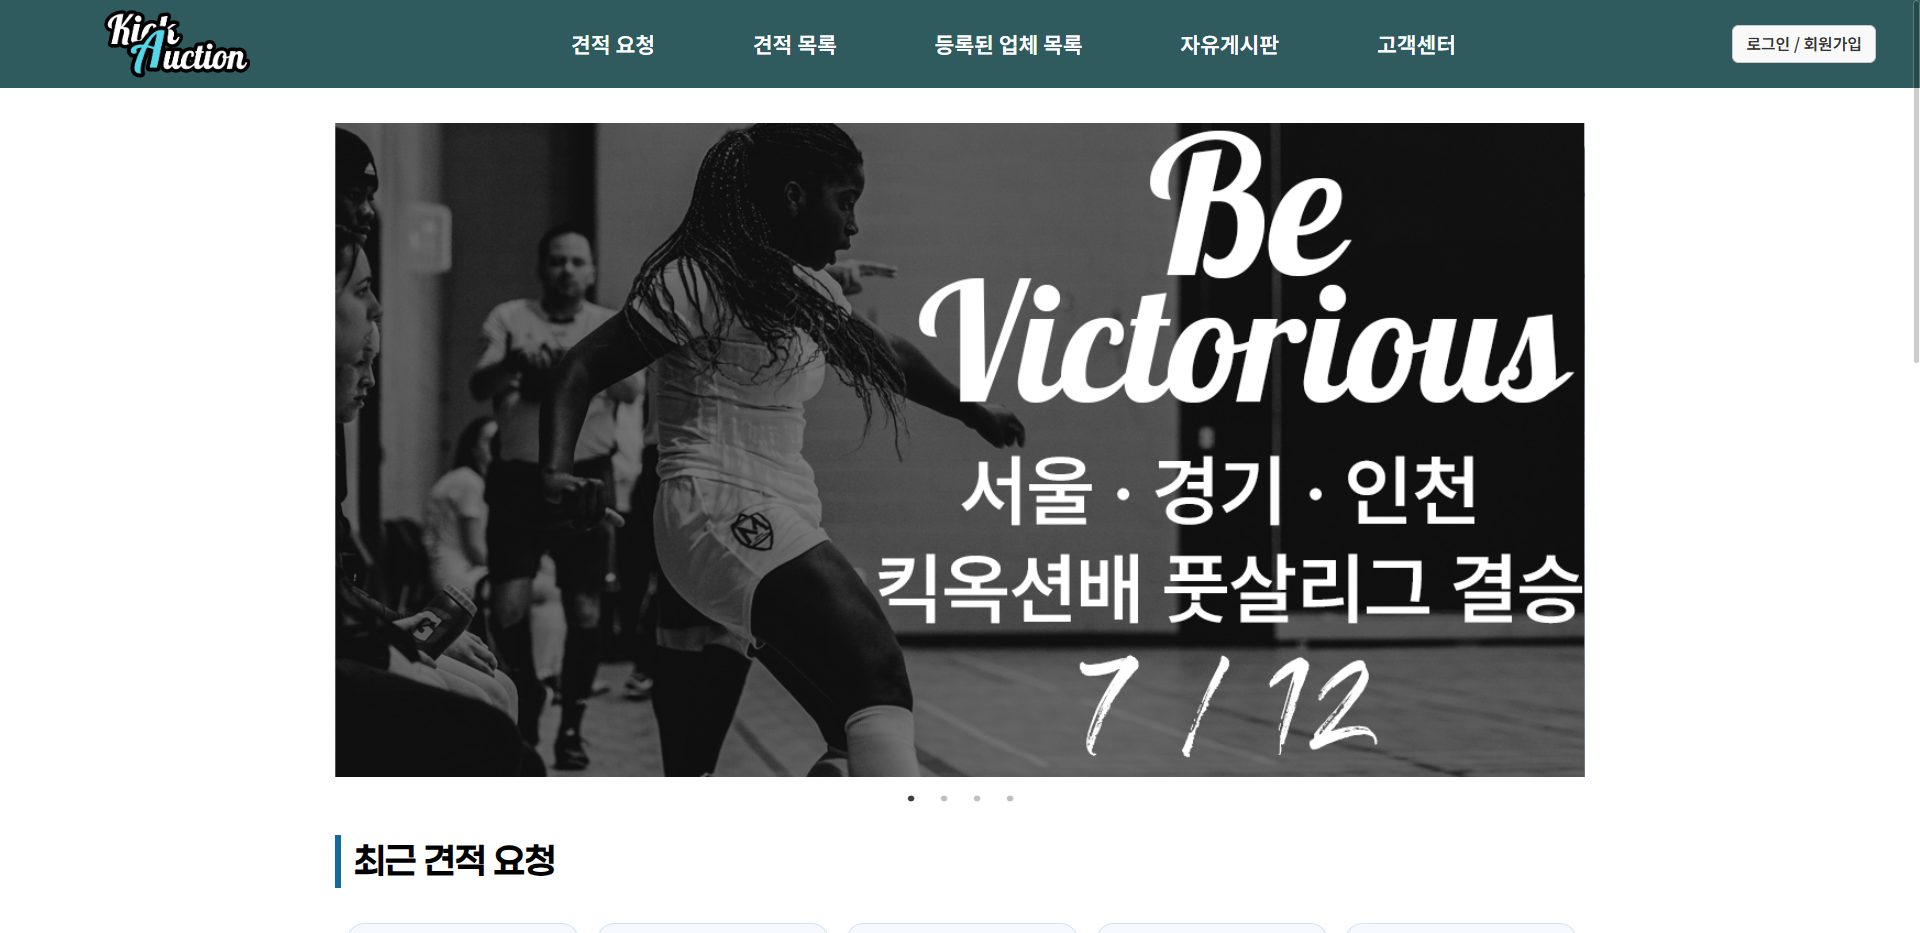 Kick
Auction
견적 요청
견적 목록
등록된 업체 목록
자유게시판
고객센터
로그인 / 회원가입
Be
Victorious
서울 · 경기 · 인천
킥옥션배 풋살리그 결승
7 / 12
최근 견적 요청